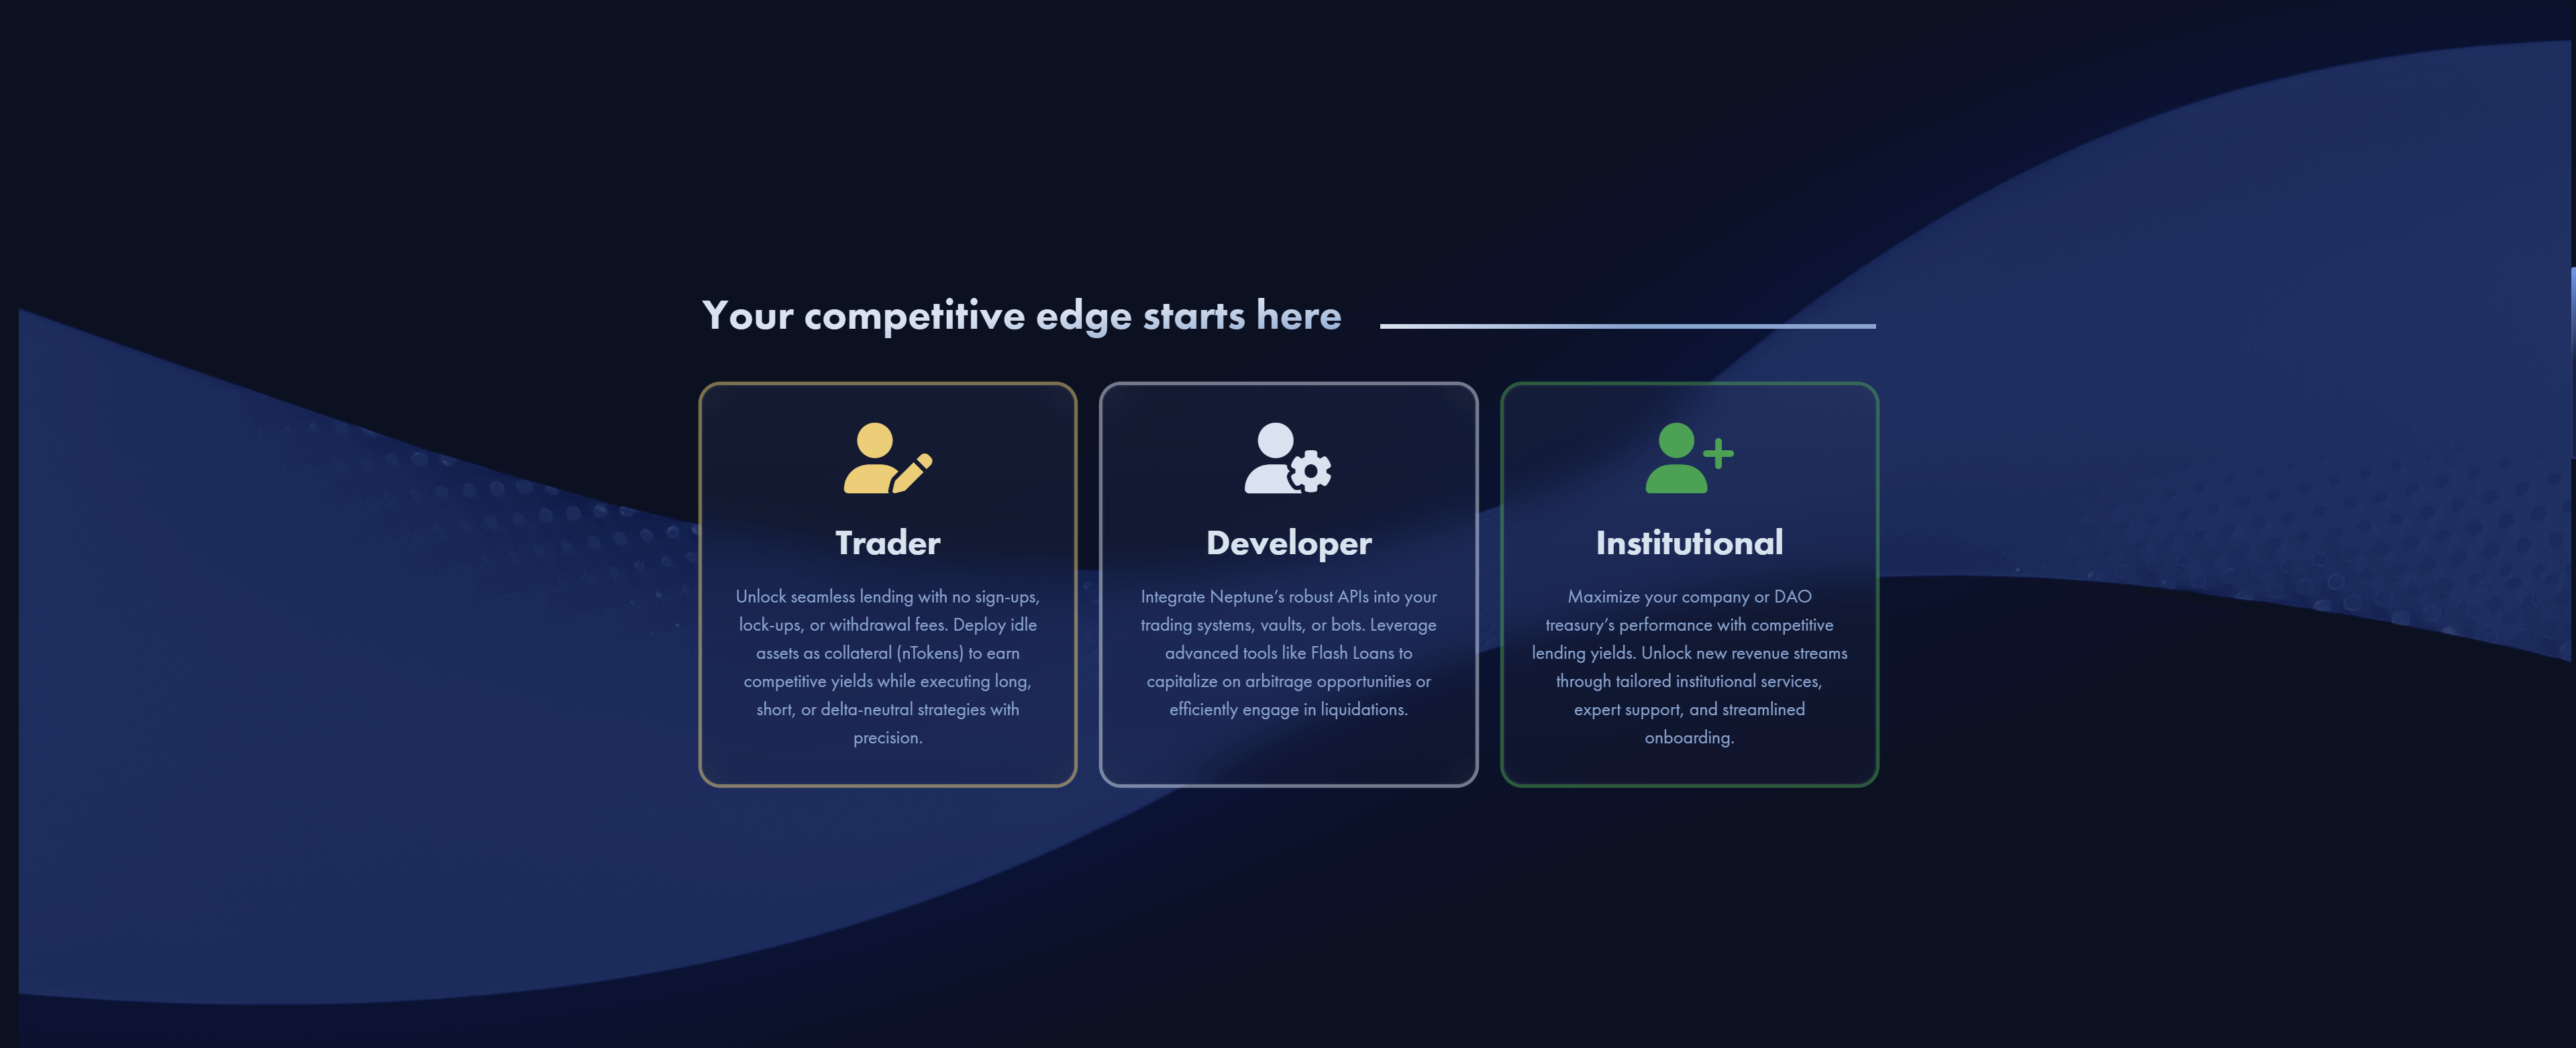 Your competitive edge starts here
Trader
Unlock seamless lending with no sign-ups,
lock-ups, or withdrawal fees. Deploy idle
assets as collateral (nTokens) to earn
competitive yields while executing long,
short, or delta-neutral strategies with
precision.
Developer
Integrate Neptune’s robust APIs into your
trading systems, vaults, or bots. Leverage
advanced tools like Flash Loans to
capitalize on arbitrage opportunities or
efficiently engage in liquidations.
Institutional
Maximize your company or DAO
treasury’s performance with competitive
lending yields. Unlock new revenue streams
through tailored institutional services,
expert support, and streamlined
onboarding.